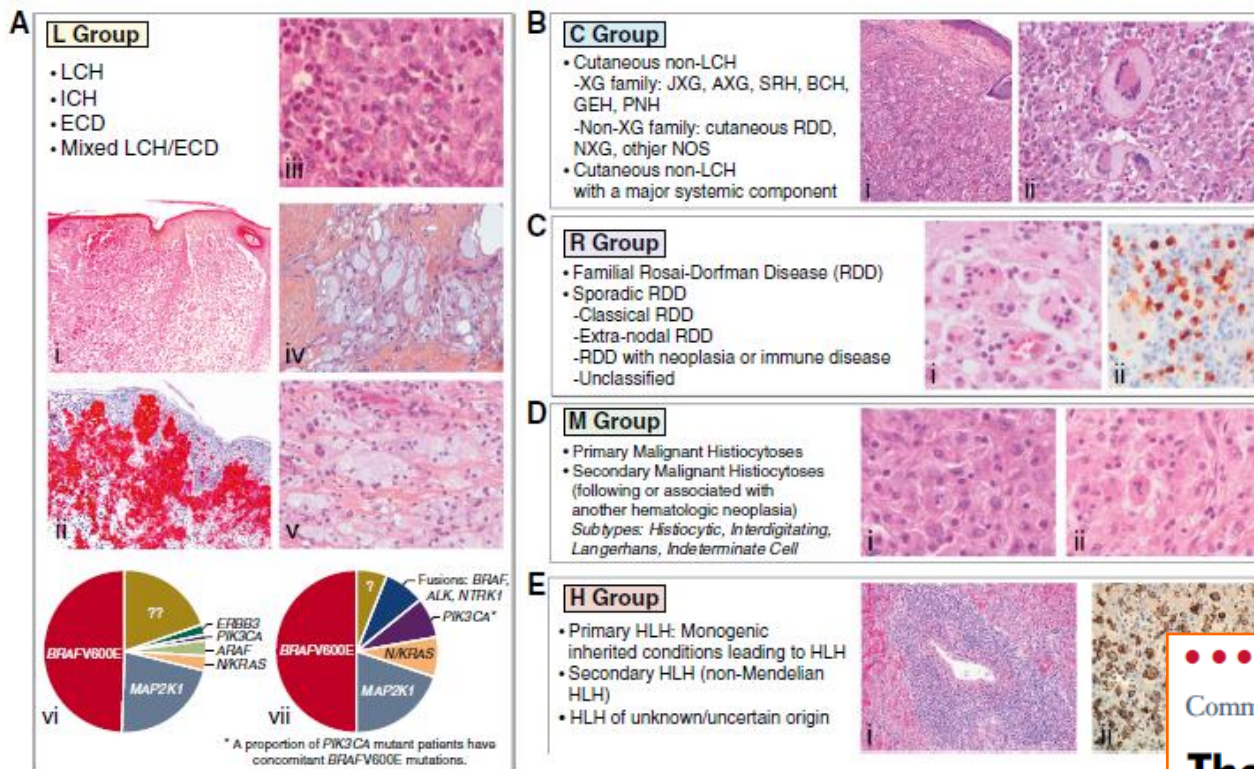 A
L Group
• LCH
• ICH
• ECD
• Mixed LCH/ECD
iii
i
iv
ii
v
??
ERBB3
PIK3CA
ARAF
N/KRAS
BRAFV600E
MAP2K1
vi
?
Fusions: BRAF,
ALK, NTRK1
PIK3CA*
N/KRAS
BRAFV600E
MAP2K1
vii
* A proportion of PIK3CA mutant patients have
concomitant BRAFV600E mutations.
B
C Group
• Cutaneous non-LCH
-XG family: JXG, AXG, SRH, BCH,
GEH, PNH
-Non-XG family: cutaneous RDD,
NXG, othjer NOS
• Cutaneous non-LCH
with a major systemic component
i
ii
C
R Group
• Familial Rosai-Dorfman Disease (RDD)
• Sporadic RDD
-Classical RDD
-Extra-nodal RDD
-RDD with neoplasia or immune disease
-Unclassified
i
ii
D
M Group
• Primary Malignant Histiocytoses
• Secondary Malignant Histiocytoses
(following or associated with
another hematologic neoplasia)
Subtypes: Histiocytic, Interdigitating,
Langerhans, Indeterminate Cell
i
ii
E
H Group
• Primary HLH: Monogenic
inherited conditions leading to HLH
• Secondary HLH (non-Mendelian
HLH)
• HLH of unknown/uncertain origin
i
ii
Comm
The